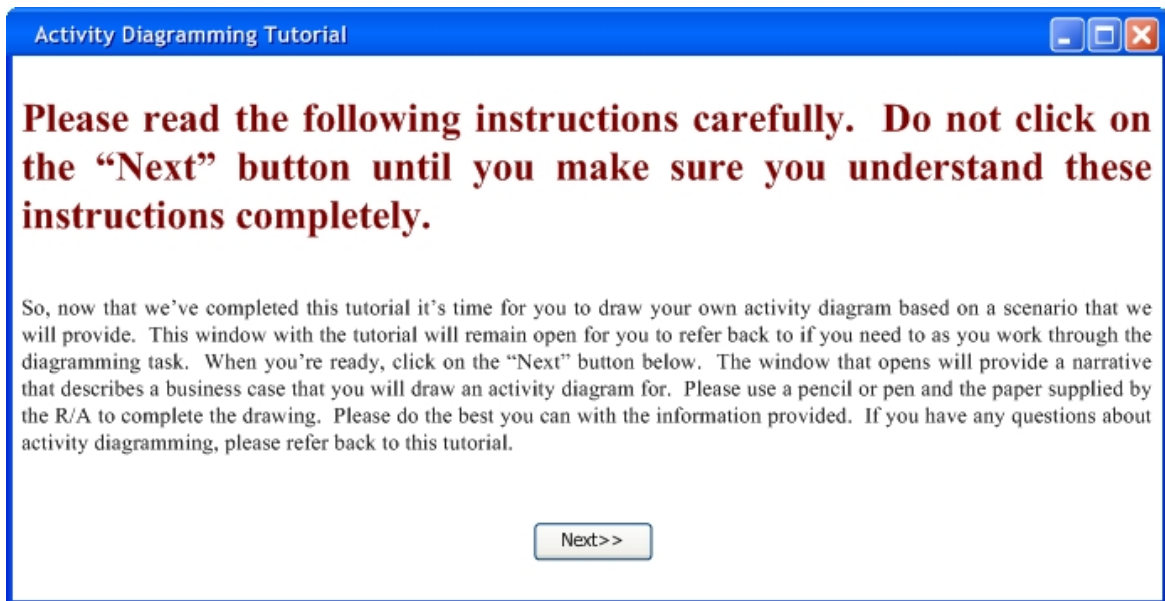 Activity Diagramming Tutorial
Please read the following instructions carefully.  Do not click on
the “Next” button until you make sure you understand these
instructions completely.
So, now that we’ve completed this tutorial it’s time for you to draw your own activity diagram based on a scenario that we
will provide.  This window with the tutorial will remain open for you to refer back to if you need to as you work through the
diagramming task.  When you’re ready, click on the “Next” button below.  The window that opens will provide a narrative
that describes a business case that you will draw an activity diagram for.  Please use a pencil or pen and the paper supplied by
the R/A to complete the drawing.  Please do the best you can with the information provided.  If you have any questions about
activity diagramming, please refer back to this tutorial.
Next>>